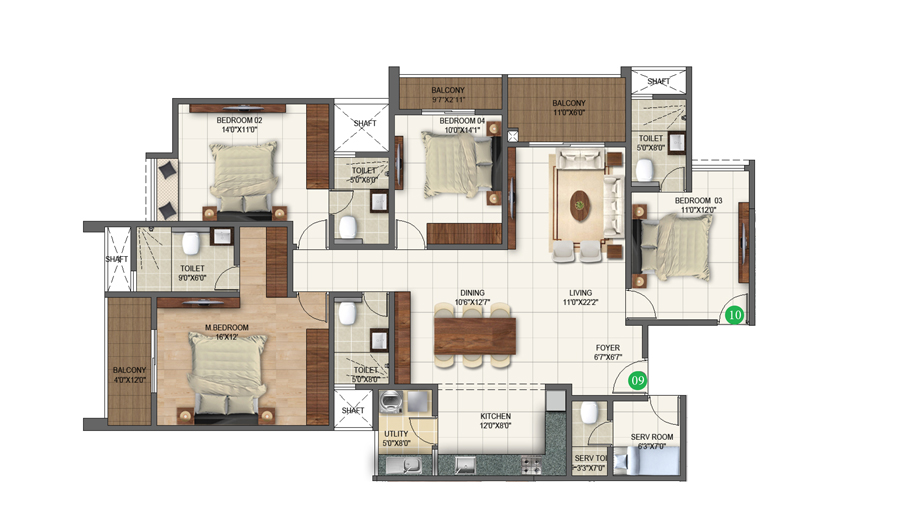 SHAFT
BALCONY
9'7"X2'11"
BALCONY
11'0"X6'0"
BEDROOM 02
14'0"X11'0"
SHAFT
BEDROOM 04
10'0"X14'1"
TOILET
5'0"X8'0"
TOILET
5'0"X8'0"
BEDROOM 03
11'0"X12'0"
SHAFT
TOILET
9'0"X6'0"
DINING
10'6"X12'7"
LIVING
11'0"X22'2"
10
M.BEDROOM
16'X12'
FOYER
6'7"X6'7"
BALCONY
4'0"X12'0"
TOILET
5'0"X8'0"
09
SHAFT
KITCHEN
12'0"X8'0"
UTLITY
5'0"X8'0"
SERV ROOM
6'3"X7'0"
SERV TOI
3'3"X7'0"